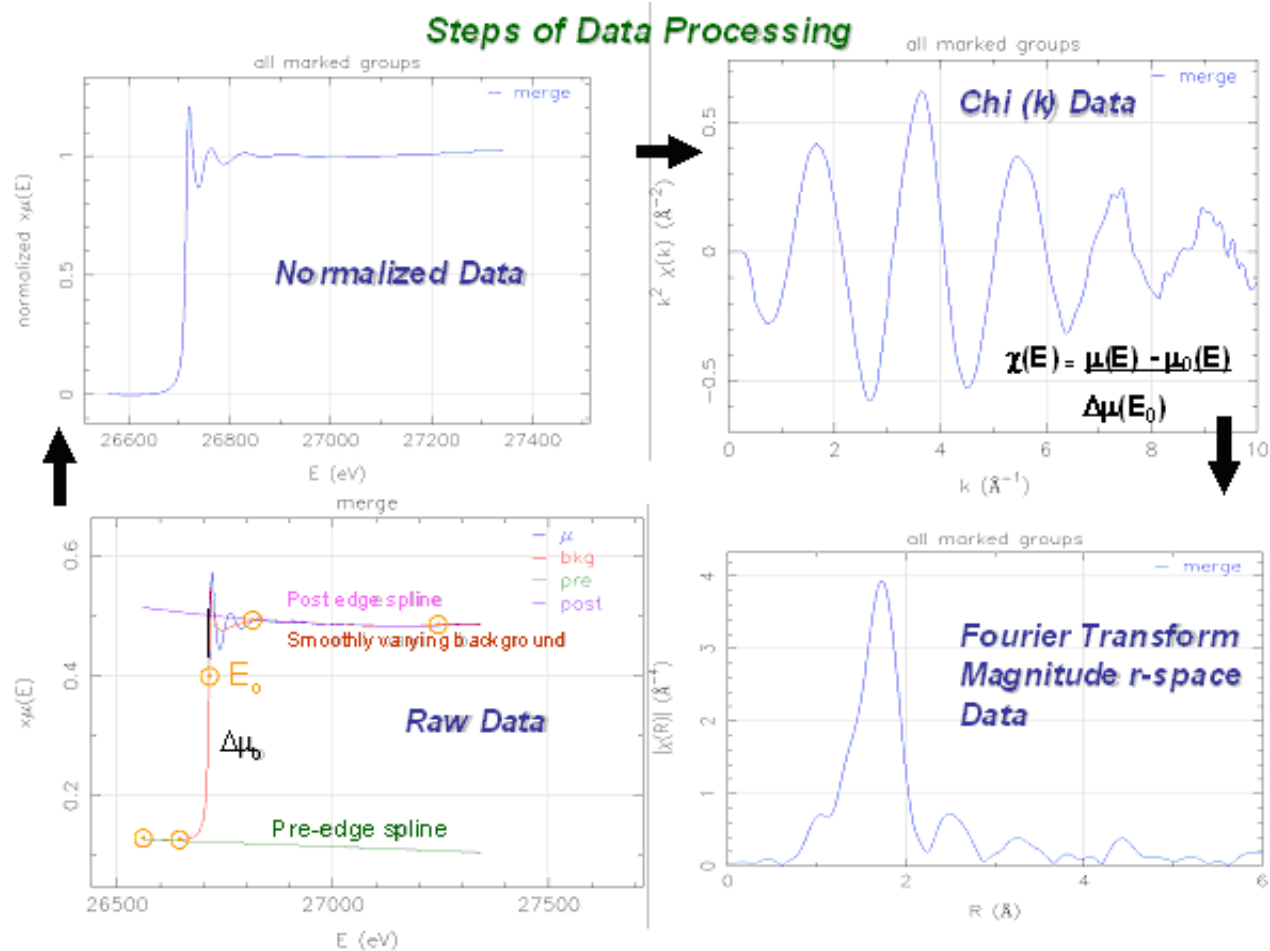 Steps of Data Processing
all marked groups
merge
normalized xμ(E)
1
0.5
0
Normalized Data
26600 26800 27000 27200 27400
E (eV)
all marked groups
merge
Chi (k) Data
k² χ(k) (Å⁻²)
0.5
0
−0.5
χ(E) = μ(E) - μ₀(E)
Δμ(E₀)
0 2 4 6 8 10
k (Å⁻¹)
merge
μ
bkg
pre
post
xμ(E)
0.6
0.4
0.2
Post edge spline
Smoothly varying background
E₀
Raw Data
Δμ₀
Pre-edge spline
26500 27000 27500
E (eV)
all marked groups
merge
|χ(R)| (Å⁻⁴)
4
3
2
1
0
Fourier Transform
Magnitude r-space
Data
0 2 4 6
R (Å)